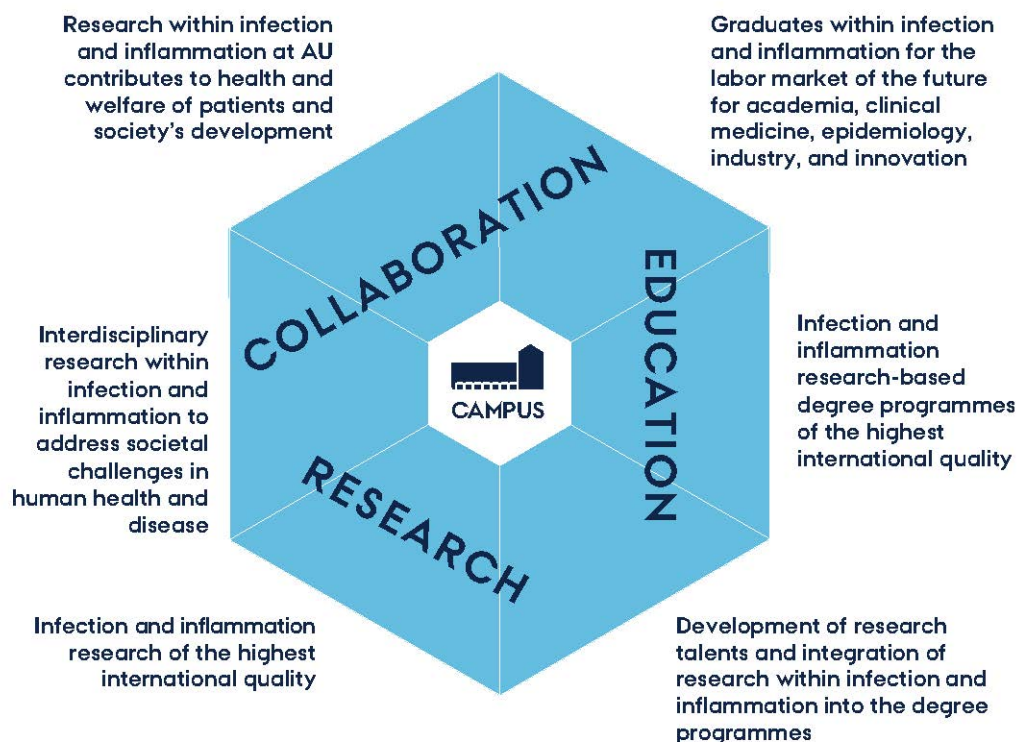 Research within infection
and inflammation at AU
contributes to health and
welfare of patients and
society's development
Graduates within infection
and inflammation for the
labor market of the future
for academia, clinical
medicine, epidemiology,
industry, and innovation
COLLABORATION
EDUCATION
Interdisciplinary
research within
infection and
inflammation to
address societal
challenges in
human health and
disease
CAMPUS
Infection and
inflammation
research-based
degree programmes
of the highest
international quality
RESEARCH
Infection and inflammation
research of the highest
international quality
Development of research
talents and integration of
research within infection and
inflammation into the degree
programmes